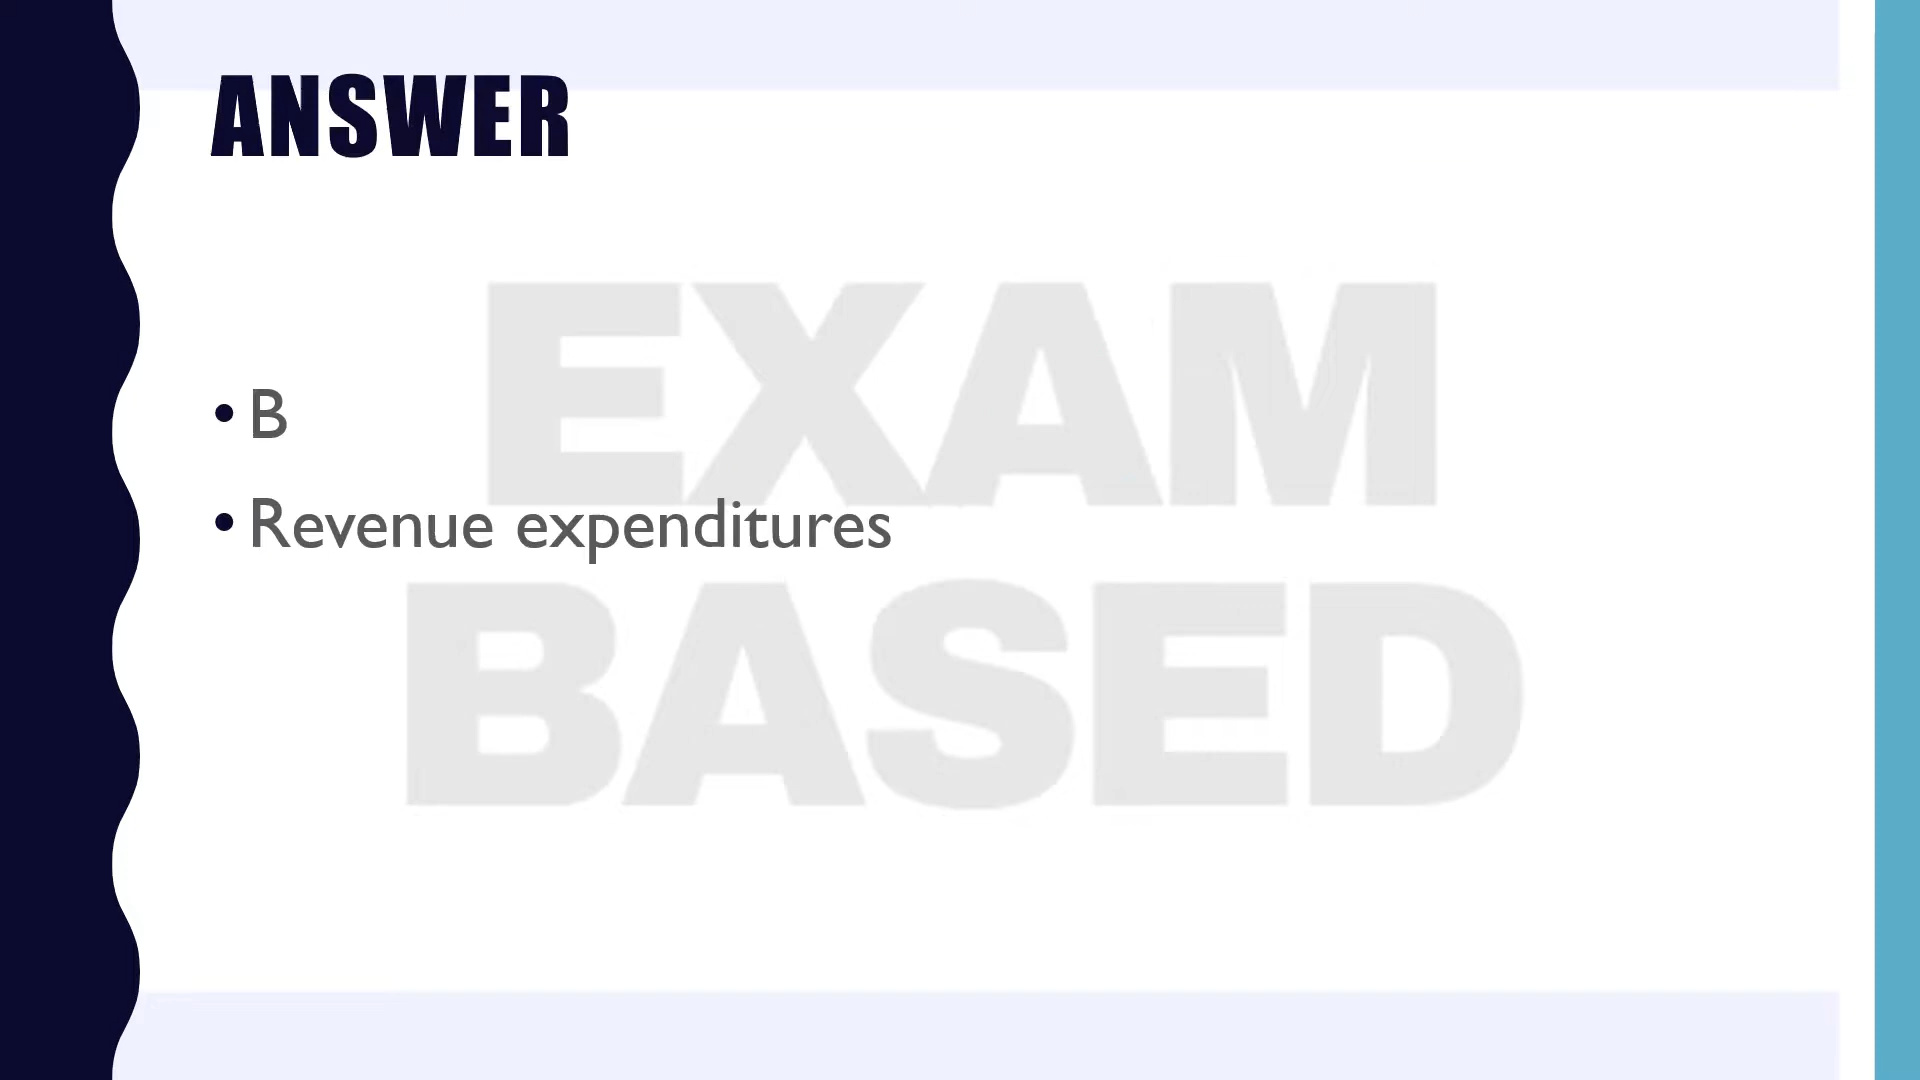 ANSWER
• B
• Revenue expenditures
EXAM
BASED